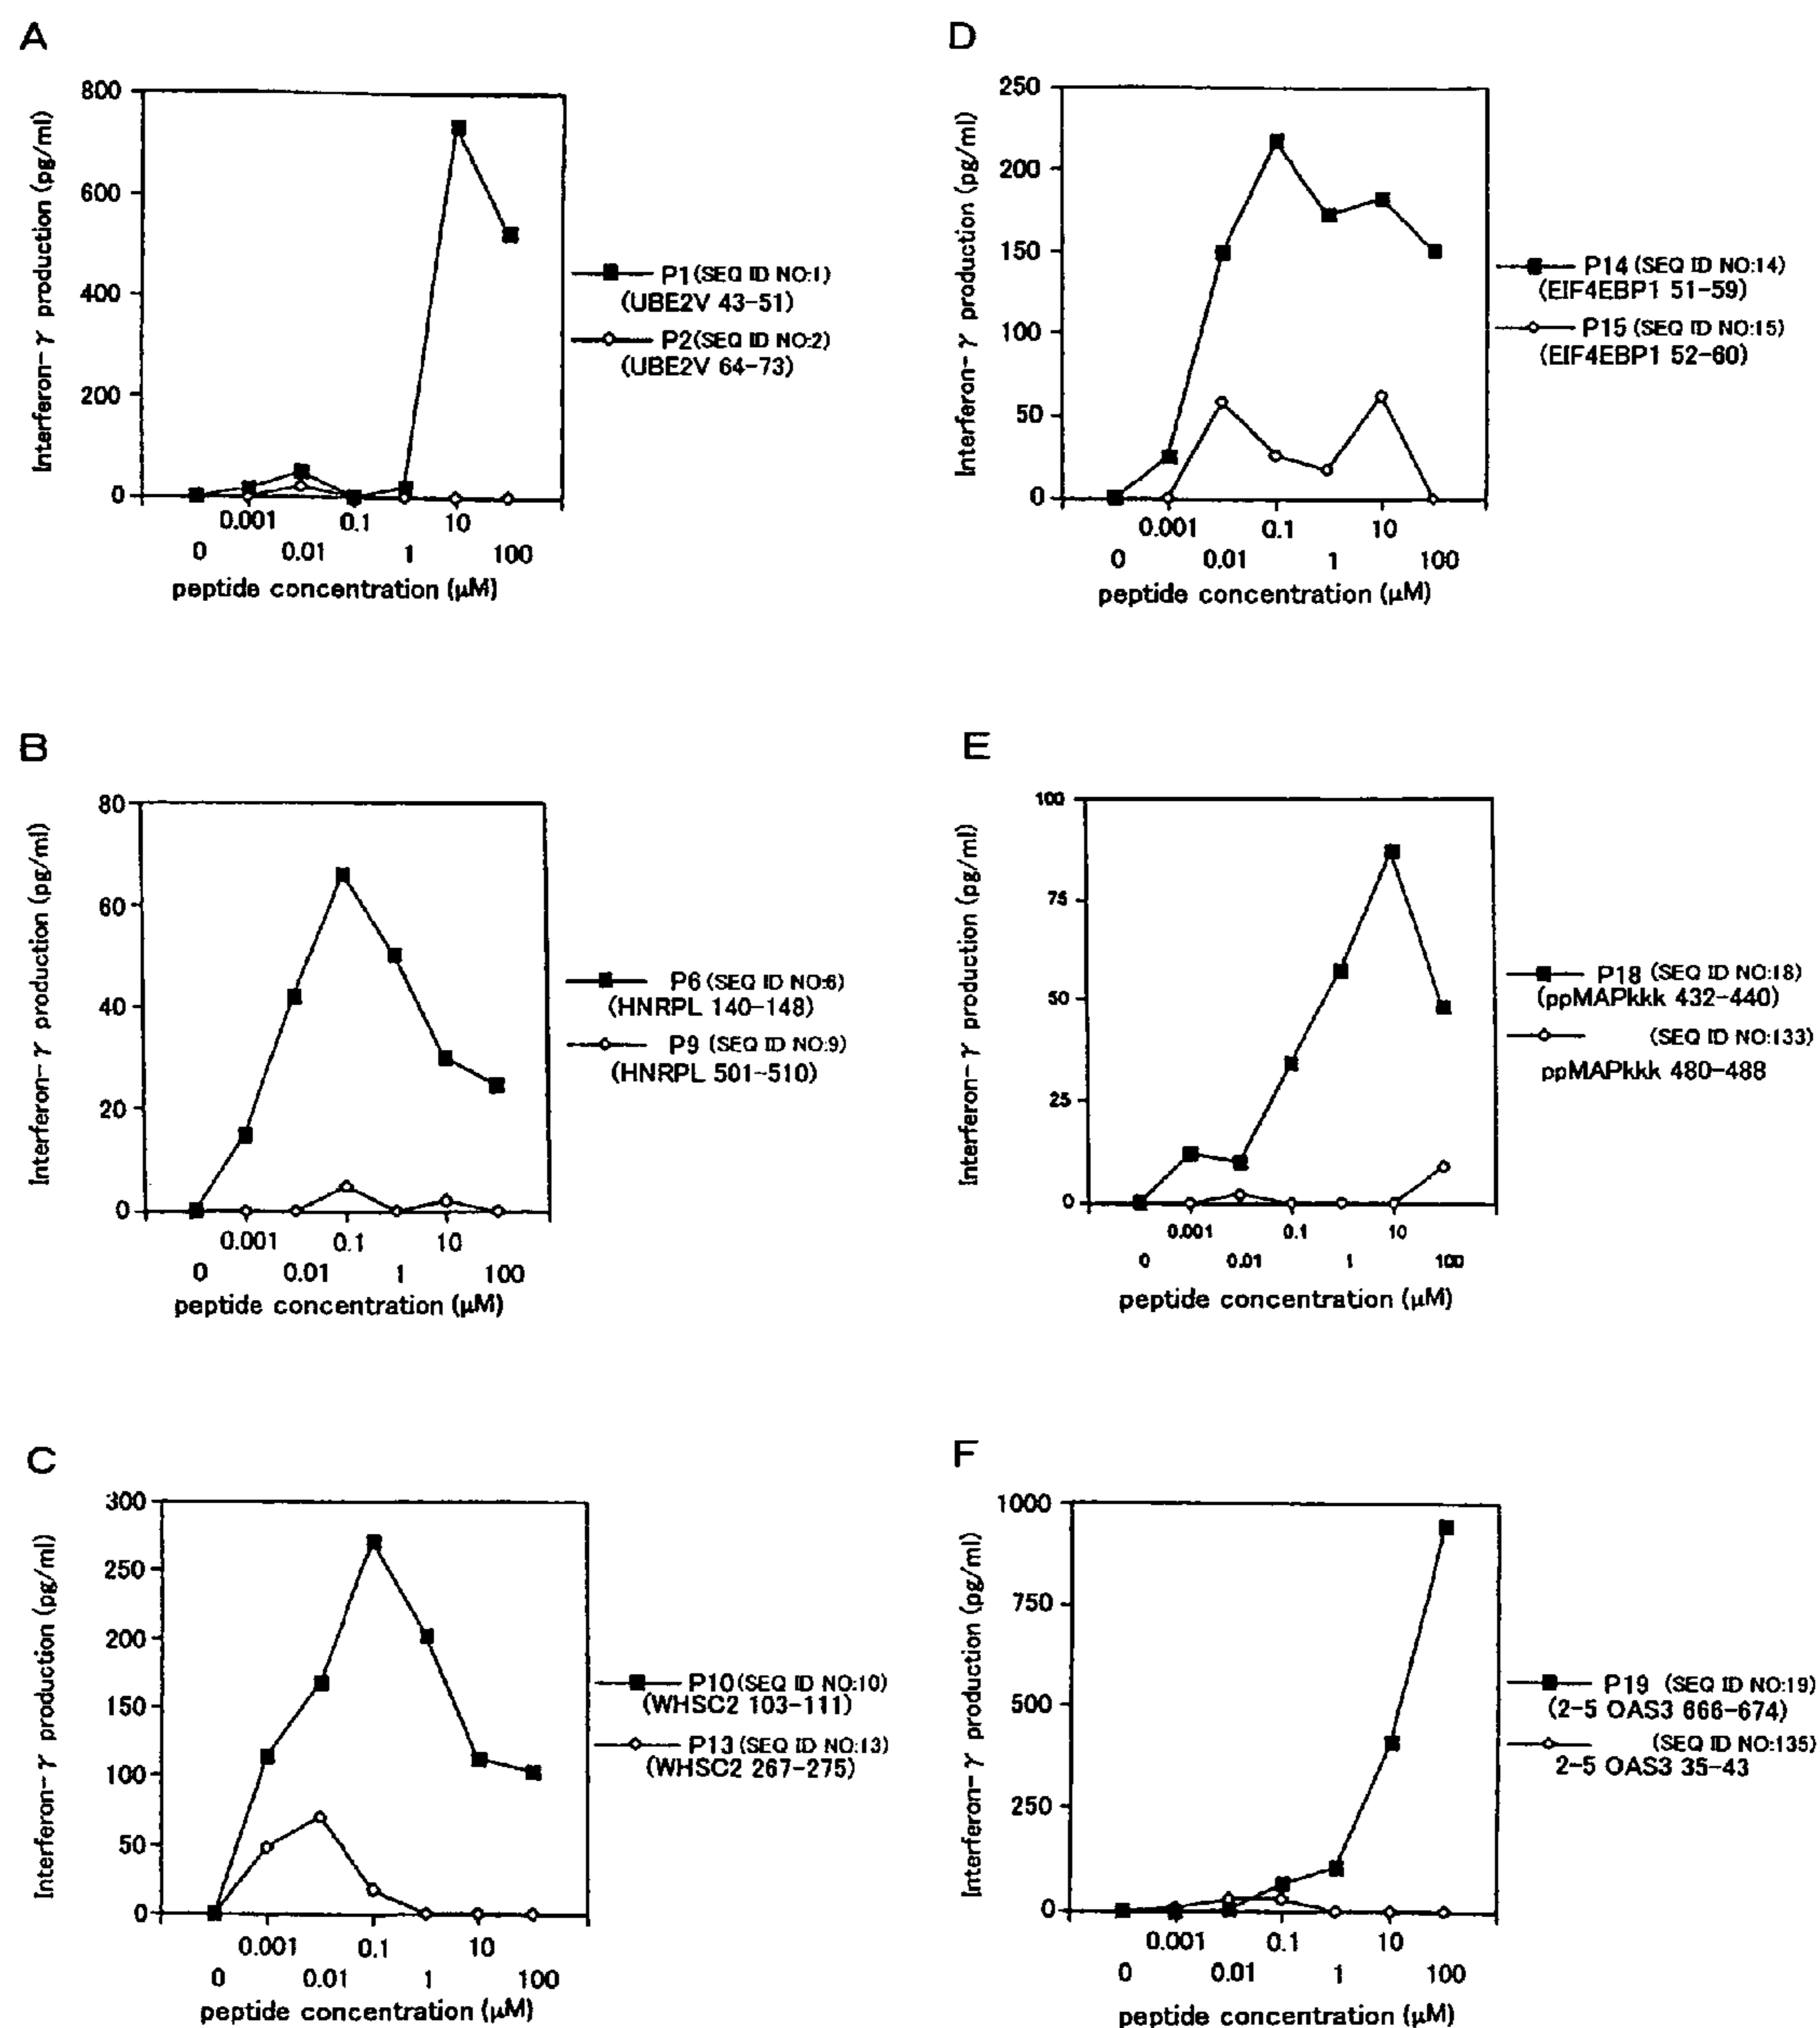 A
Interferon-γ production (pg/ml)
800
600
400
200
0
0.001 0.1 10
0 0.01 1 100
peptide concentration (μM)
P1(SEQ ID NO:1)
(UBE2V 43-51)
P2(SEQ ID NO:2)
(UBE2V 64-73)
B
Interferon-γ production (pg/ml)
80
60
40
20
0
0.001 0.1 10
0 0.01 1 100
peptide concentration (μM)
P6 (SEQ ID NO:6)
(HNRPL 140-148)
P9 (SEQ ID NO:9)
(HNRPL 501-510)
C
Interferon-γ production (pg/ml)
300
250
200
150
100
50
0
0.001 0.1 10
0 0.01 1 100
peptide concentration (μM)
P10(SEQ ID NO:10)
(WHSC2 103-111)
P13(SEQ ID NO:13)
(WHSC2 267-275)
D
Interferon-γ production (pg/ml)
250
200
150
100
50
0
0.001 0.1 10
0 0.01 1 100
peptide concentration (μM)
P14 (SEQ ID NO:14)
(EIF4EBP1 51-59)
P15 (SEQ ID NO:15)
(EIF4EBP1 52-60)
E
Interferon-γ production (pg/ml)
100
75
50
25
0
0.001 0.1 10
0 0.01 1 100
peptide concentration (μM)
P18 (SEQ ID NO:18)
(ppMAPkkk 432-440)
(SEQ ID NO:133)
ppMAPkkk 480-488
F
Interferon-γ production (pg/ml)
1000
750
500
250
0
0.001 0.1 10
0 0.01 1 100
peptide concentration (μM)
P19 (SEQ ID NO:19)
(2-5 OAS3 666-674)
(SEQ ID NO:135)
2-5 OAS3 35-43